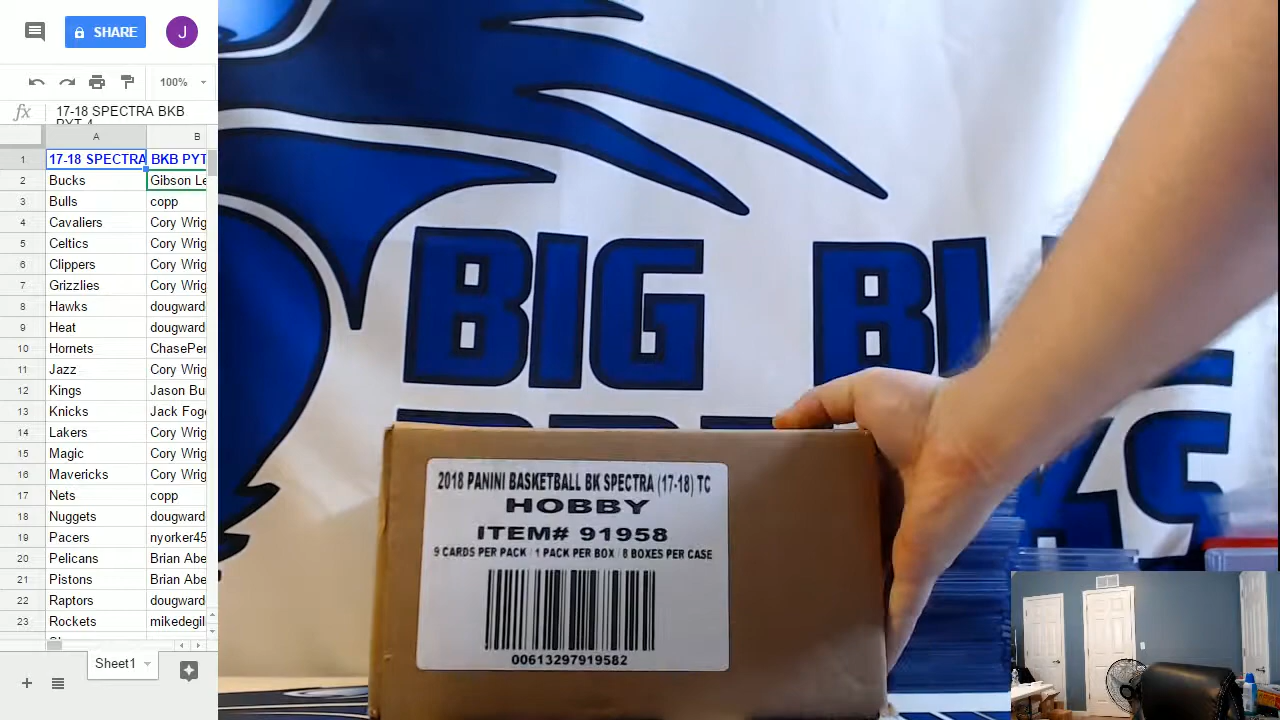 SHARE
J
100%
fx
17-18 SPECTRA BKB
A B
1 17-18 SPECTRA BKB PYT
2 Bucks Gibson Le
3 Bulls copp
4 Cavaliers Cory Wrig
5 Celtics Cory Wrig
6 Clippers Cory Wrig
7 Grizzlies Cory Wrig
8 Hawks dougward
9 Heat dougward
10 Hornets ChasePer
11 Jazz Cory Wrig
12 Kings Jason Bu
13 Knicks Jack Fog
14 Lakers Cory Wrig
15 Magic Cory Wrig
16 Mavericks Cory Wrig
17 Nets copp
18 Nuggets dougward
19 Pacers nyorker45
20 Pelicans Brian Abe
21 Pistons Brian Abe
22 Raptors dougward
23 Rockets mikedegil
Sheet1
BIG
2018 PANINI BASKETBALL BK SPECTRA (17-18) TC
HOBBY
ITEM# 91958
9 CARDS PER PACK / 1 PACK PER BOX / 8 BOXES PER CASE
00613297919582